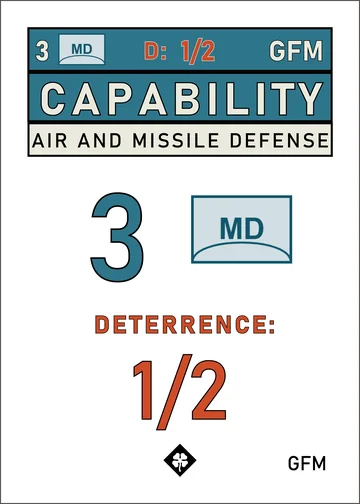 3 MD D: 1/2 GFM
CAPABILITY
AIR AND MISSILE DEFENSE
3 MD
DETERRENCE:
1/2
GFM